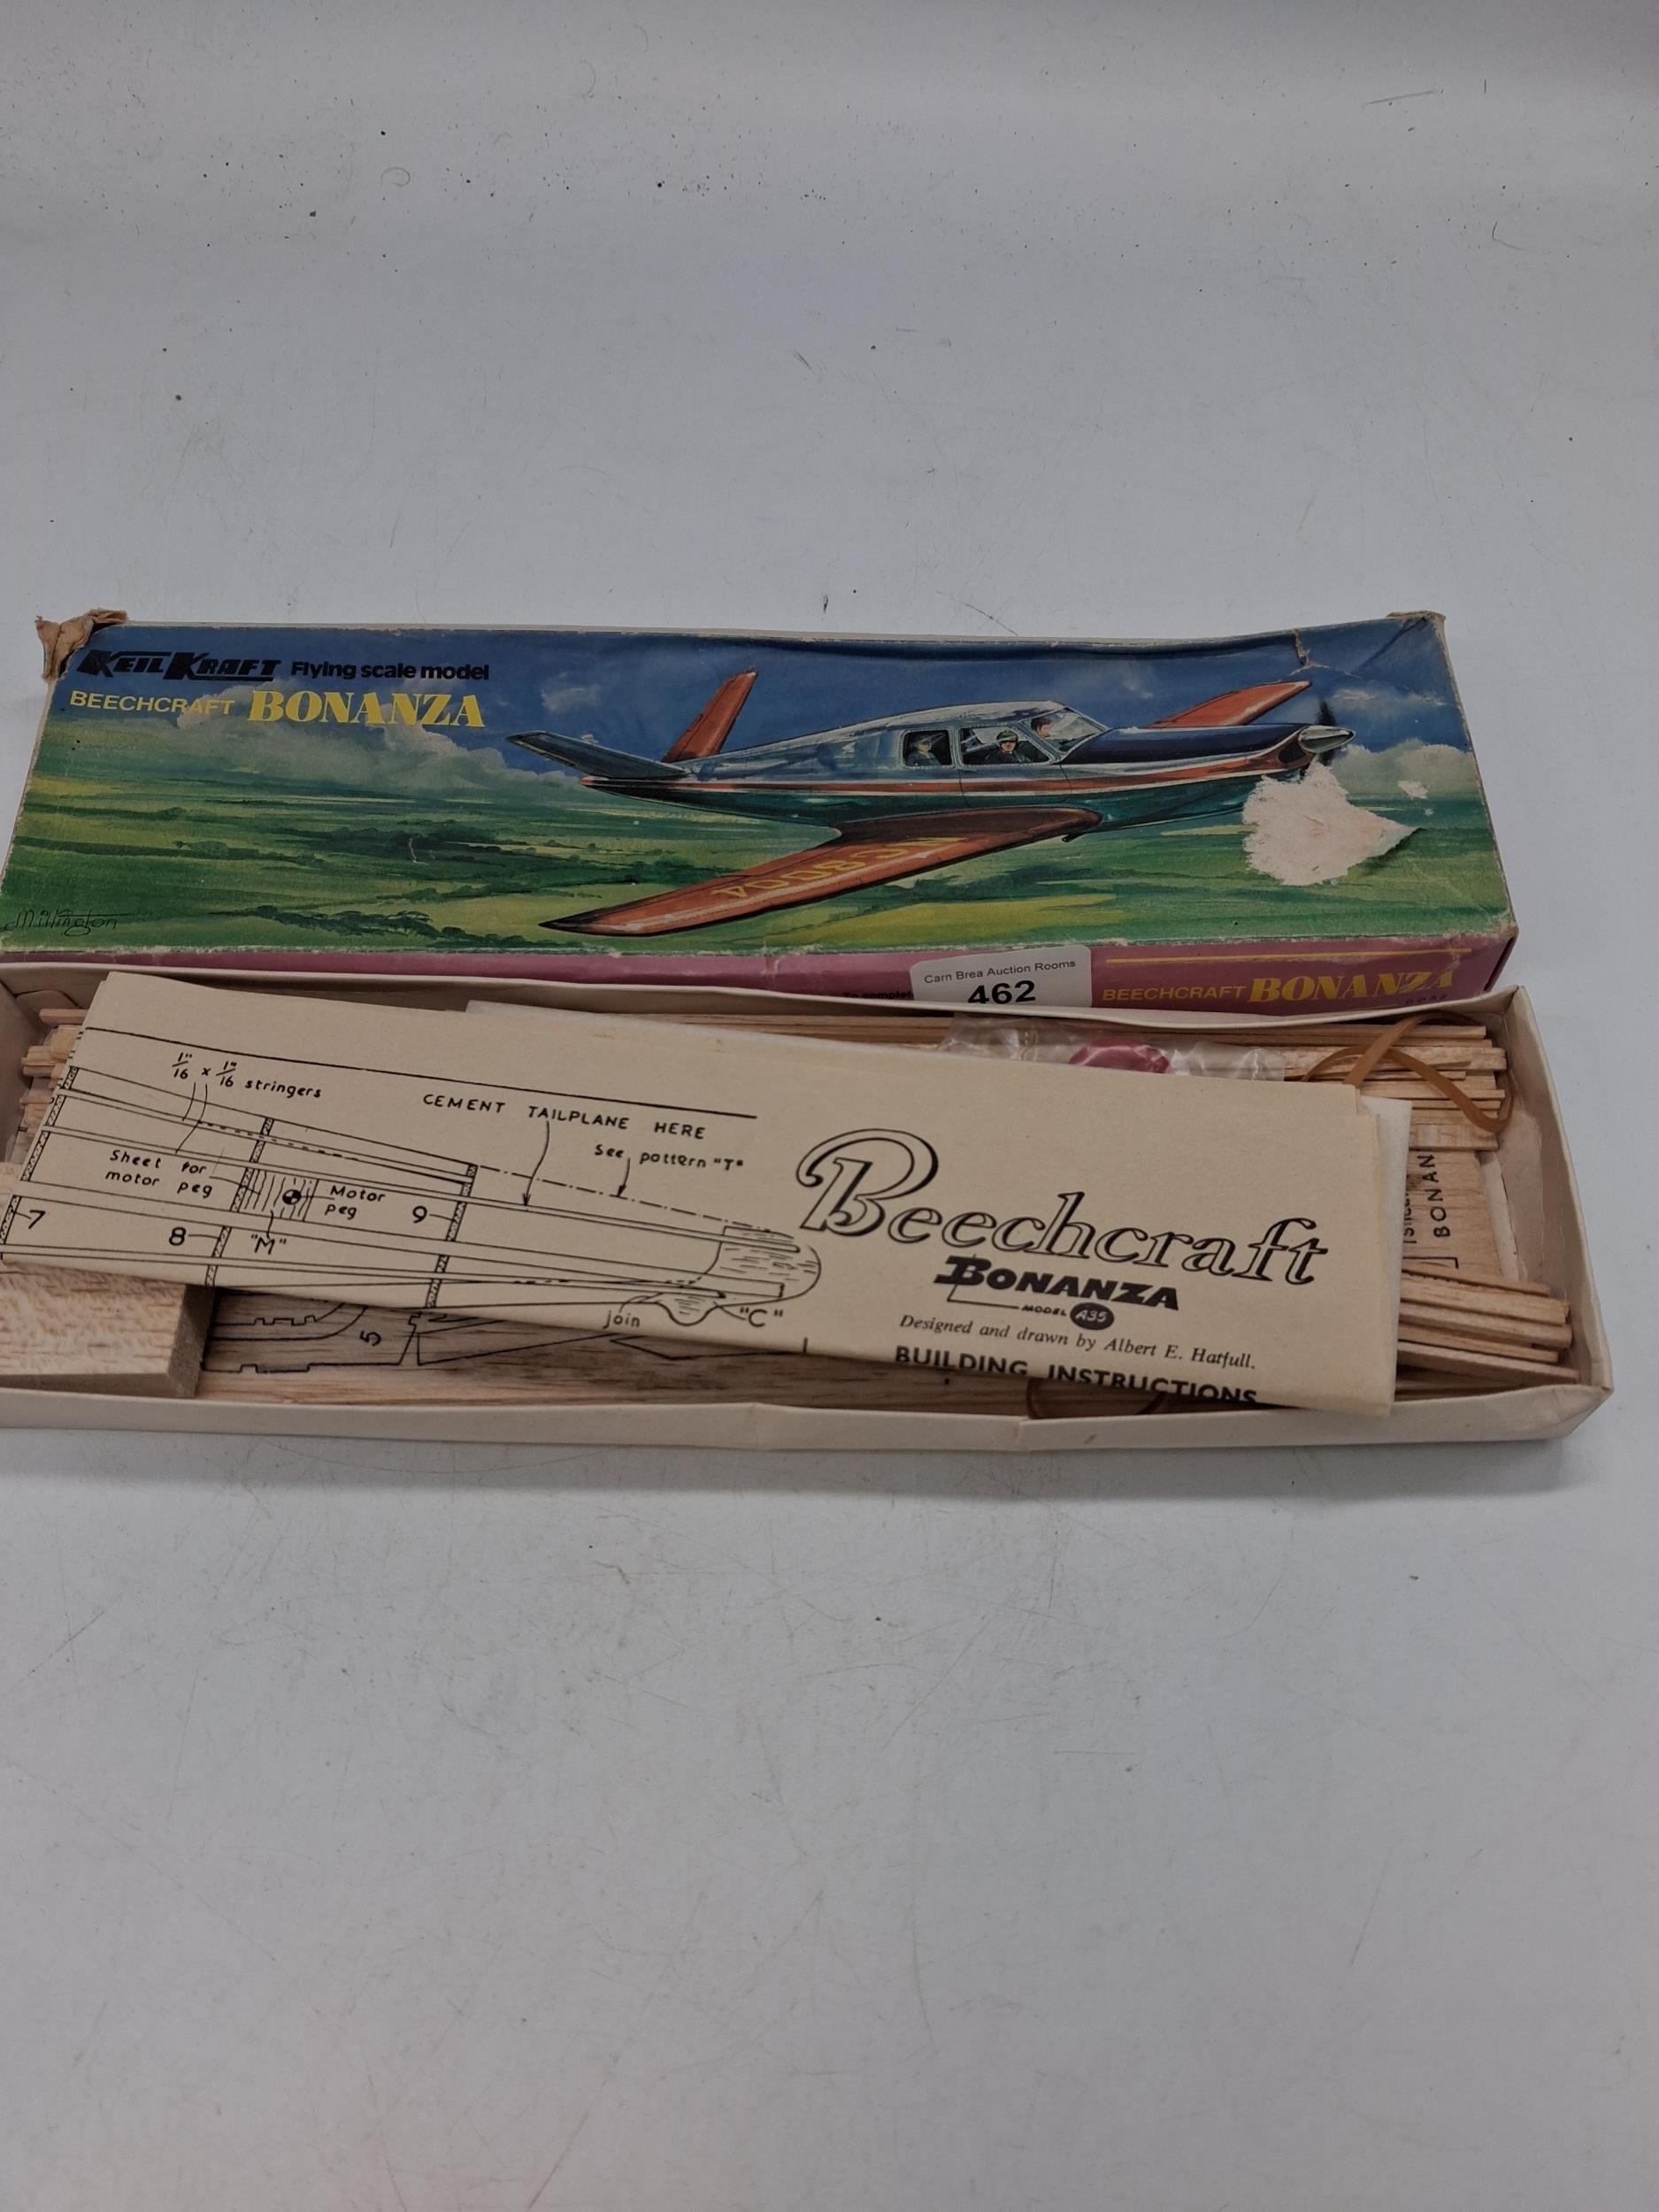 KEILKRAFT Flying scale model
BEECHCRAFT BONANZA
NC8004
Millington
Carn Brea Auction Rooms
462
BEECHCRAFT BONANZA
1/16" x 1/16" stringers
CEMENT TAILPLANE HERE
See pattern "T"
Sheet for
motor peg
Motor
peg
7
8
9
"M"
Join
"C"
5
Beechcraft
BONANZA
MODEL A35
Designed and drawn by Albert E. Hatfull.
BUILDING INSTRUCTIONS
BONAN